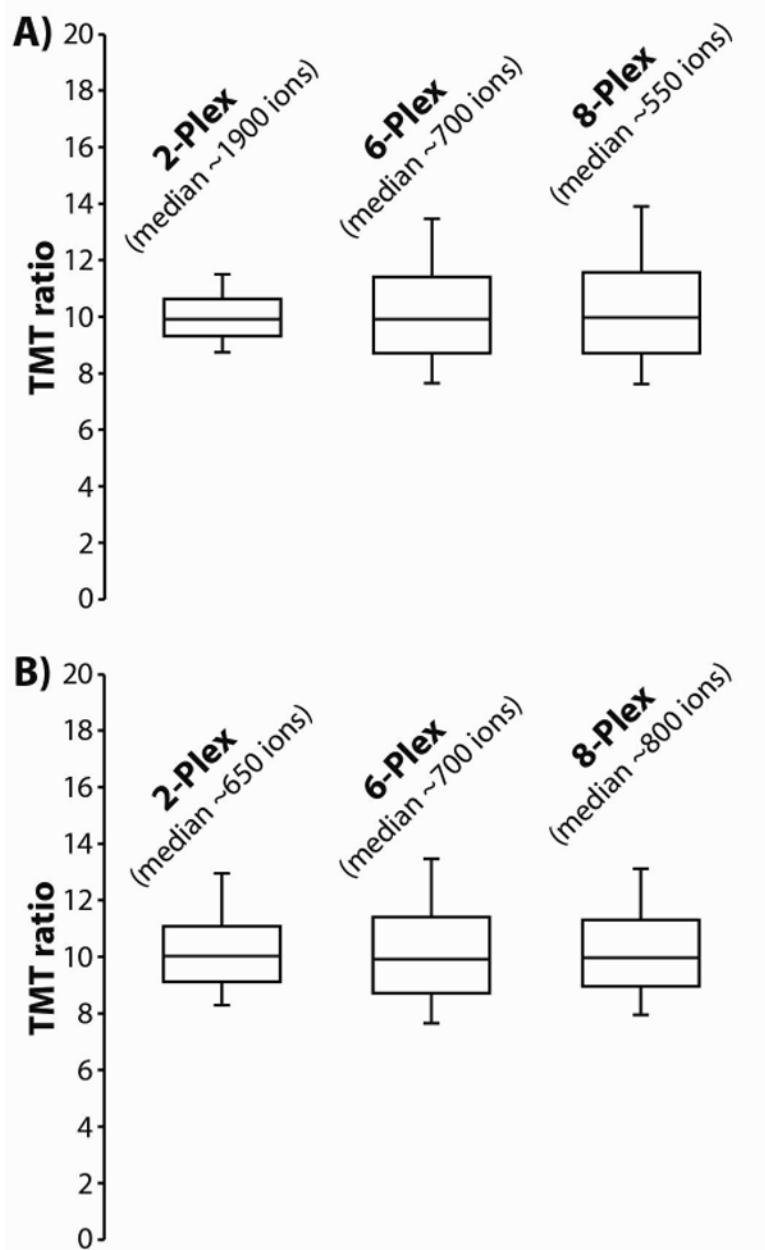 A)
20
18
16
14
12
10
8
6
4
2
0
TMT ratio
2-Plex
(median ~1900 ions)
6-Plex
(median ~700 ions)
8-Plex
(median ~550 ions)
B)
20
18
16
14
12
10
8
6
4
2
0
TMT ratio
2-Plex
(median ~650 ions)
6-Plex
(median ~700 ions)
8-Plex
(median ~800 ions)